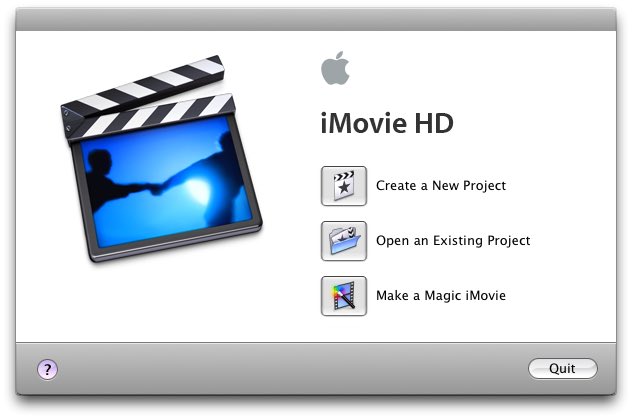 iMovie HD
Create a New Project
Open an Existing Project
Make a Magic iMovie
?
Quit